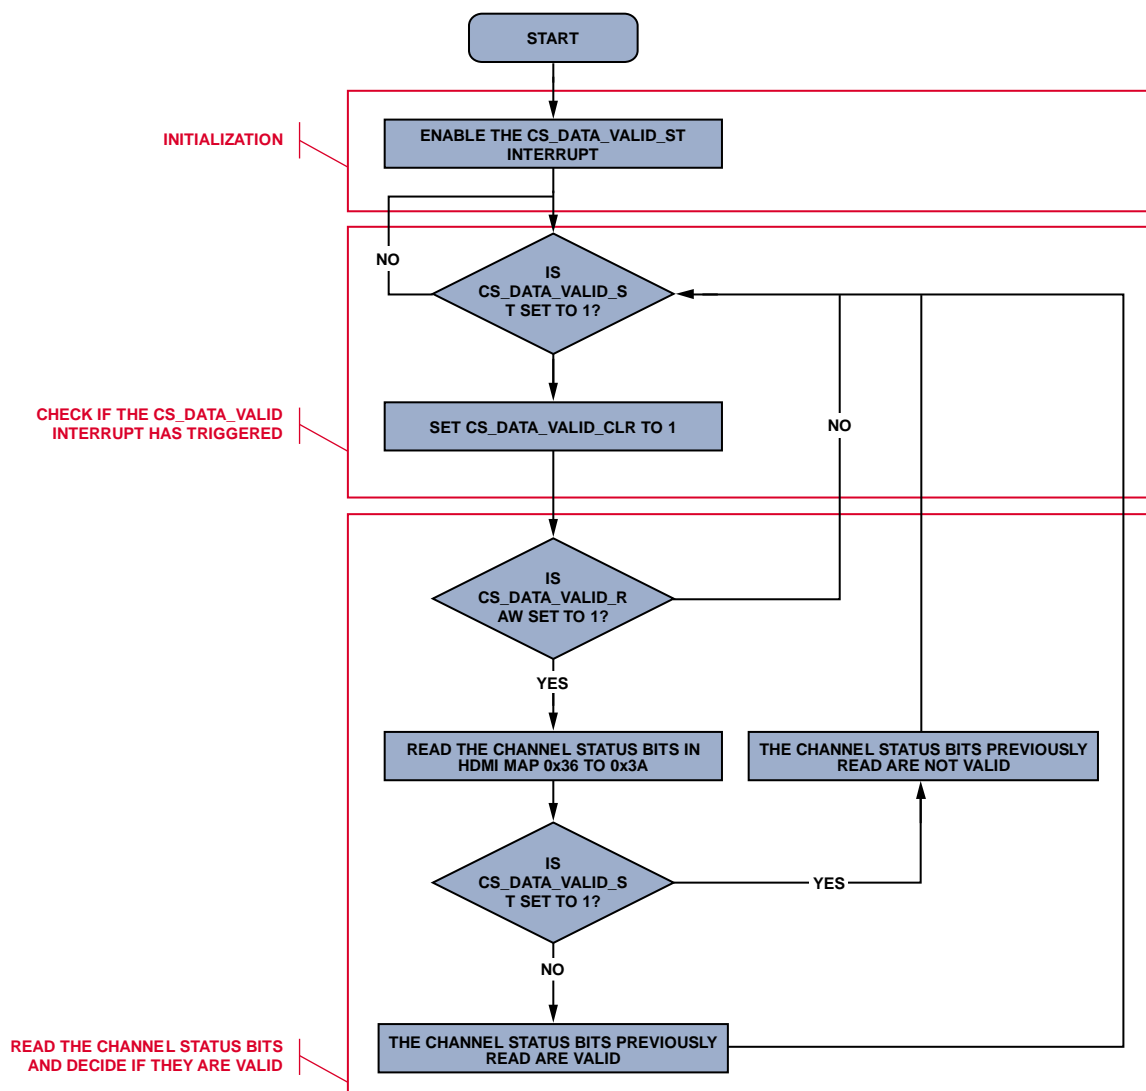 START
INITIALIZATION
ENABLE THE CS_DATA_VALID_ST
INTERRUPT
NO
IS
CS_DATA_VALID_S
T SET TO 1?
CHECK IF THE CS_DATA_VALID
INTERRUPT HAS TRIGGERED
SET CS_DATA_VALID_CLR TO 1
NO
IS
CS_DATA_VALID_R
AW SET TO 1?
YES
READ THE CHANNEL STATUS BITS IN
HDMI MAP 0x36 TO 0x3A
THE CHANNEL STATUS BITS PREVIOUSLY
READ ARE NOT VALID
IS
CS_DATA_VALID_S
T SET TO 1?
YES
NO
THE CHANNEL STATUS BITS PREVIOUSLY
READ ARE VALID
READ THE CHANNEL STATUS BITS
AND DECIDE IF THEY ARE VALID